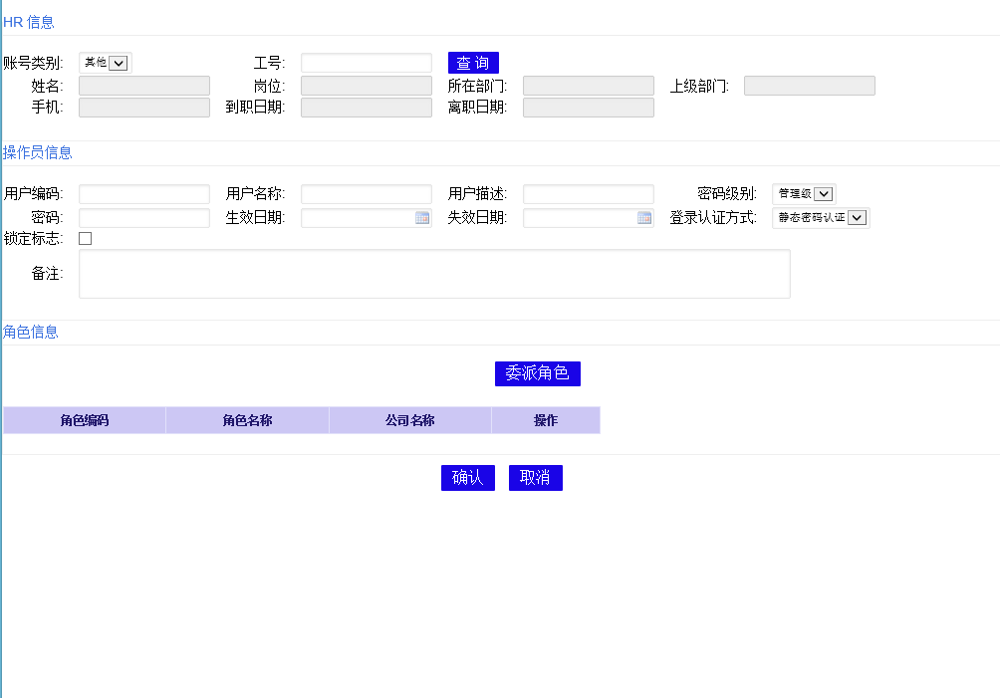 HR 信息
账号类别: 其他 工号: 查 询
姓名: 岗位: 所在部门: 上级部门:
手机: 到职日期: 离职日期:
操作员信息
用户编码: 用户名称: 用户描述: 密码级别: 管理级
密码: 生效日期: 失效日期: 登录认证方式: 静态密码认证
锁定标志:
备注:
角色信息
委派角色
角色编码 角色名称 公司名称 操作
确认 取消